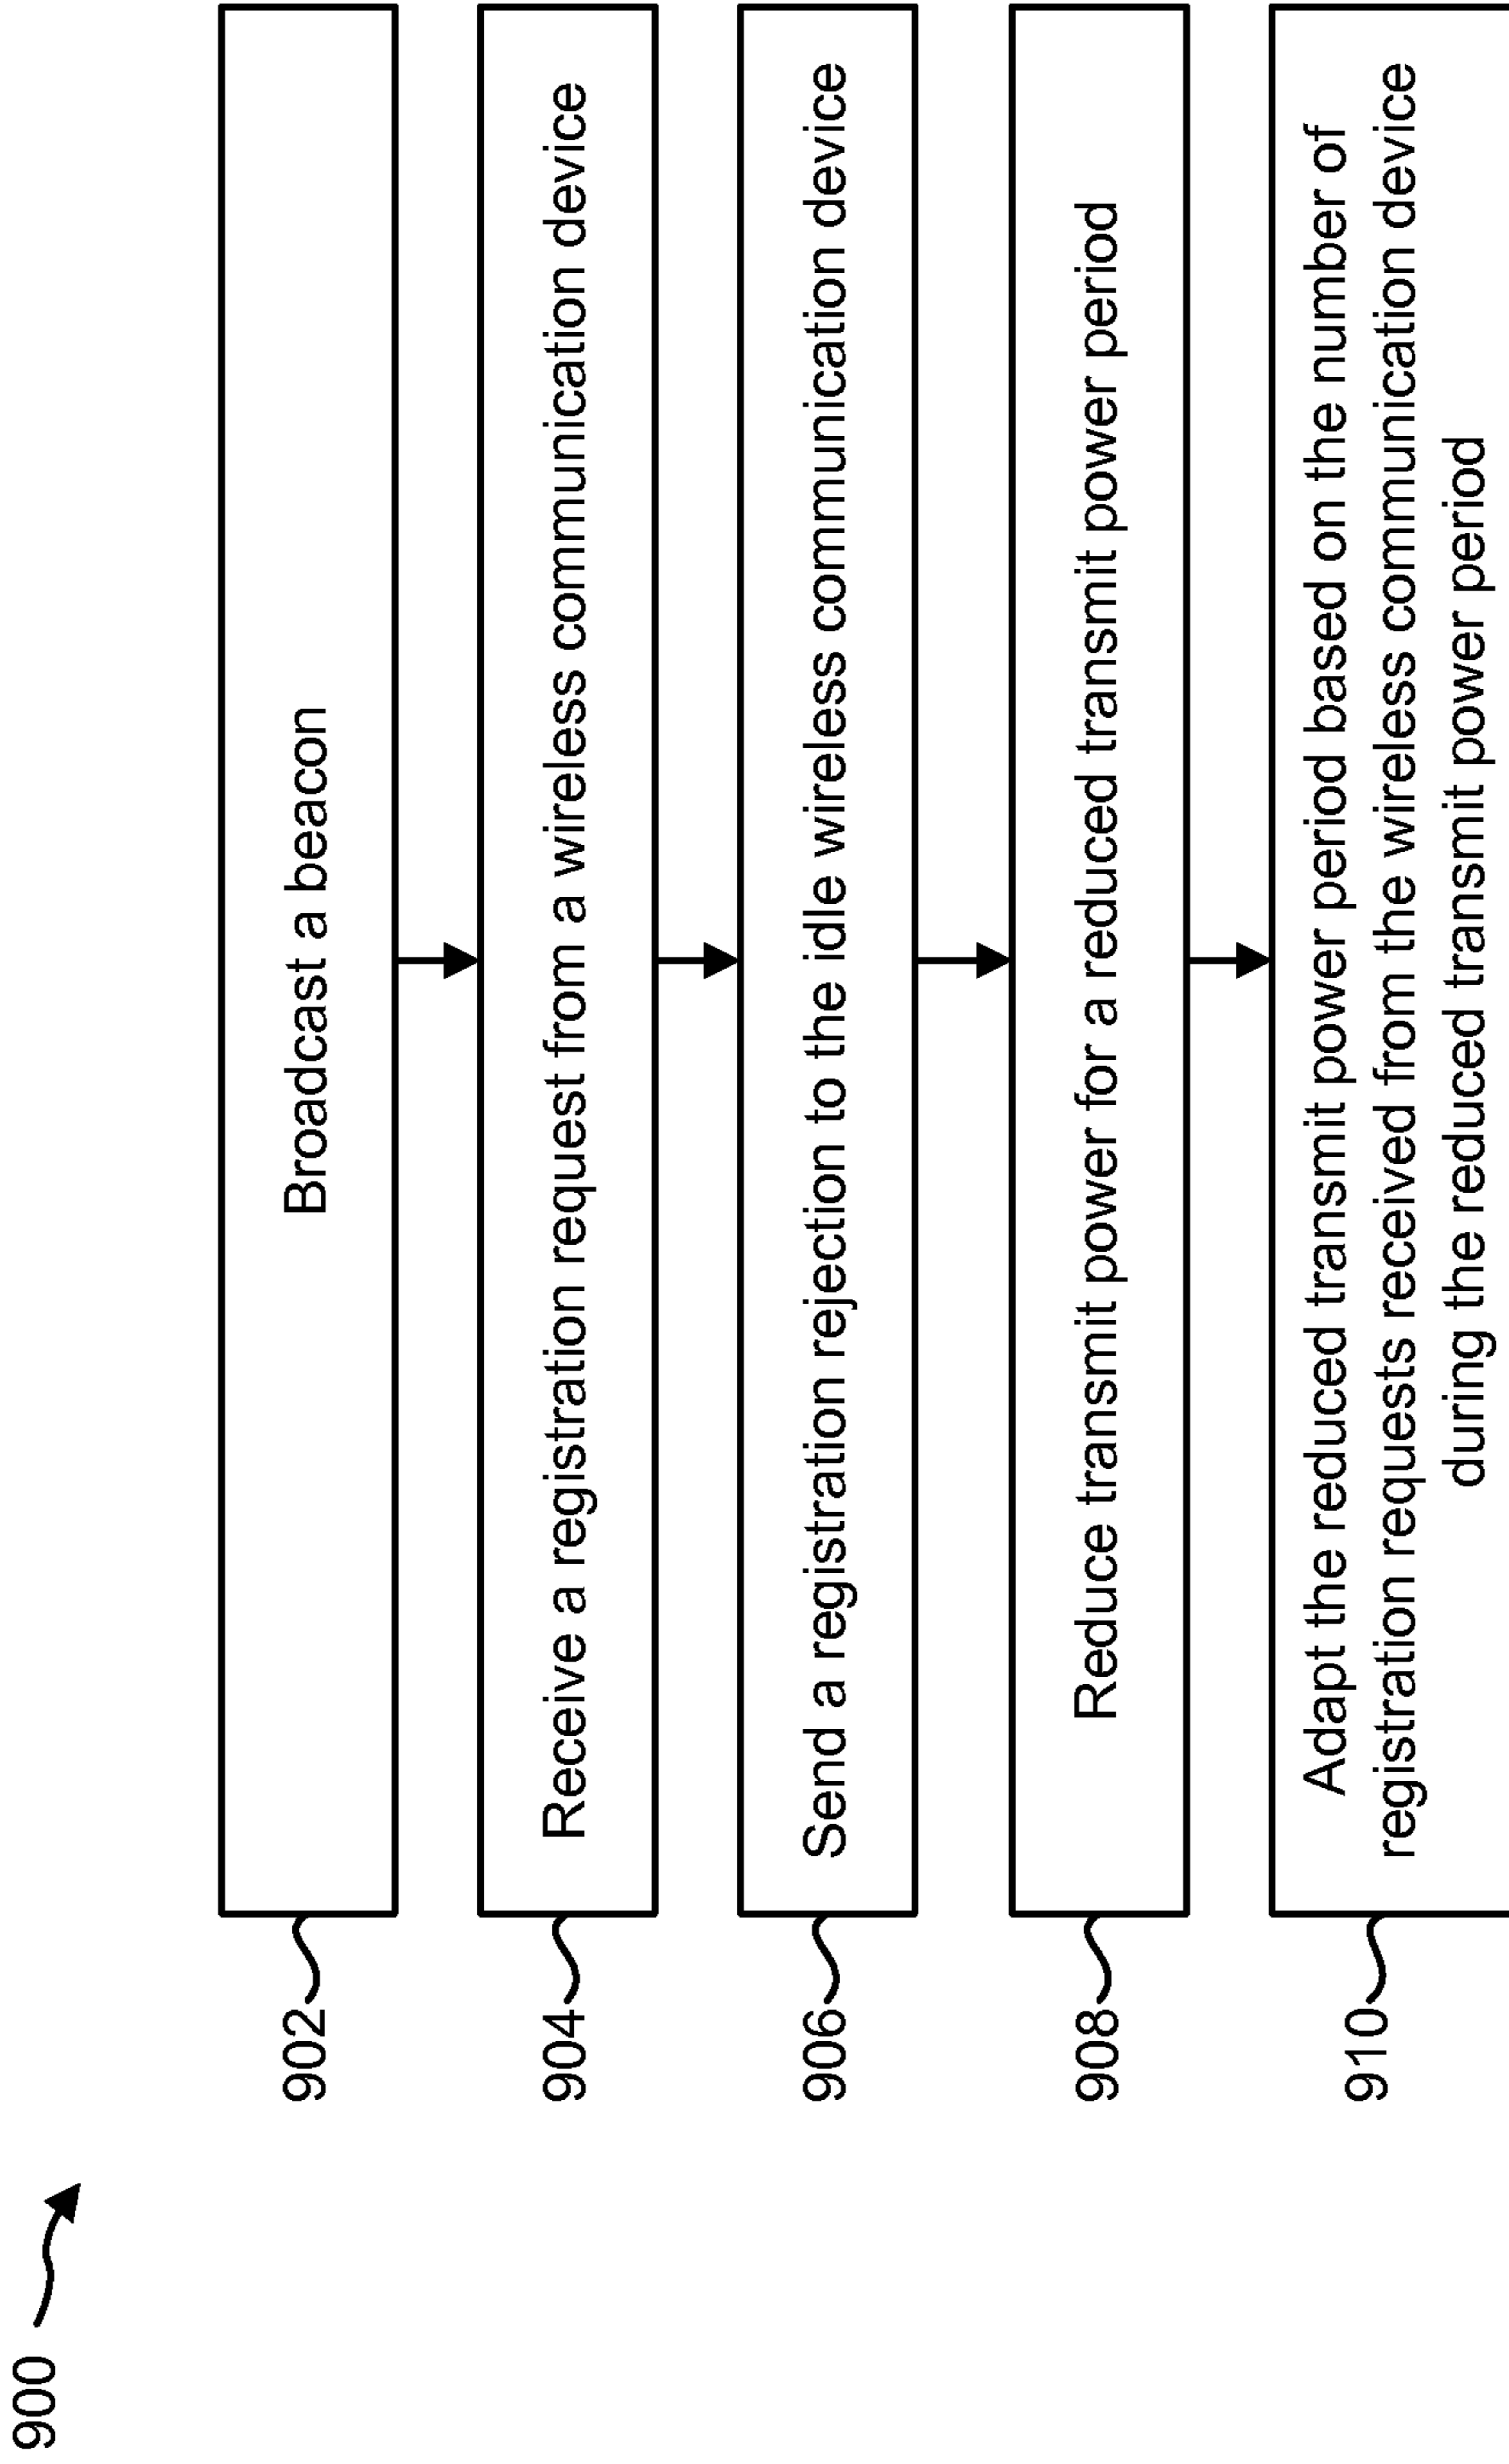 900
902
Broadcast a beacon
904
Receive a registration request from a wireless communication device
906
Send a registration rejection to the idle wireless communication device
908
Reduce transmit power for a reduced transmit power period
910
Adapt the reduced transmit power period based on the number of
registration requests received from the wireless communication device
during the reduced transmit power period